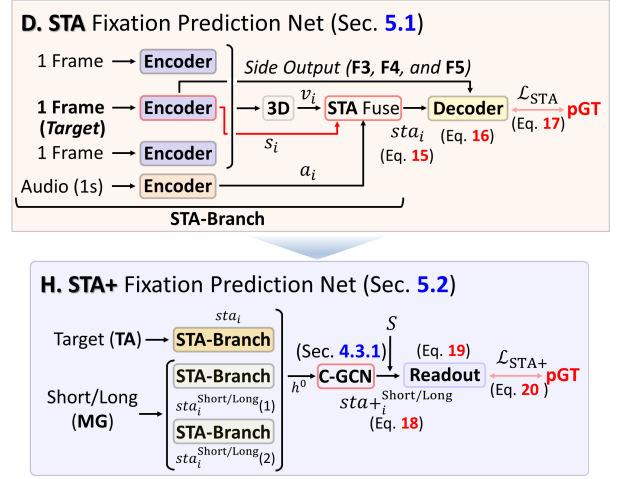 D. STA Fixation Prediction Net (Sec. 5.1)
1 Frame
Encoder
Side Output (F3, F4, and F5)
1 Frame
(Target)
Encoder
3D
v_i
STA Fuse
Decoder
ℒ_STA
pGT
(Eq. 17)
s_i
sta_i
(Eq. 16)
(Eq. 15)
1 Frame
Encoder
a_i
Audio (1s)
Encoder
STA-Branch
H. STA+ Fixation Prediction Net (Sec. 5.2)
sta_i
Target (TA)
STA-Branch
S
(Sec. 4.3.1)
(Eq. 19)
ℒ_STA+
pGT
(Eq. 20 )
Short/Long
(MG)
STA-Branch
sta_i^Short/Long(1)
STA-Branch
sta_i^Short/Long(2)
h^0
C-GCN
Readout
sta+_i^Short/Long
(Eq. 18)